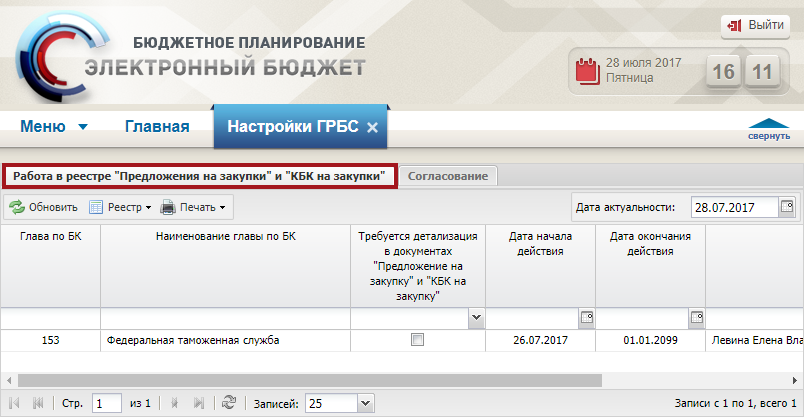 БЮДЖЕТНОЕ ПЛАНИРОВАНИЕ
ЭЛЕКТРОННЫЙ БЮДЖЕТ
Выйти
28 июля 2017
Пятница
16 11
Меню Главная Настройки ГРБС
свернуть
Работа в реестре "Предложения на закупки" и "КБК на закупки" Согласование
Обновить Реестр Печать Дата актуальности: 28.07.2017
Глава по БК
Наименование главы по БК
Требуется детализация
в документах
"Предложение на
закупку" и "КБК на
закупку"
Дата начала
действия
Дата окончания
действия
153 Федеральная таможенная служба 26.07.2017 01.01.2099 Левина Елена Вла
Стр. 1 из 1 Записей: 25 Записи с 1 по 1, всего 1